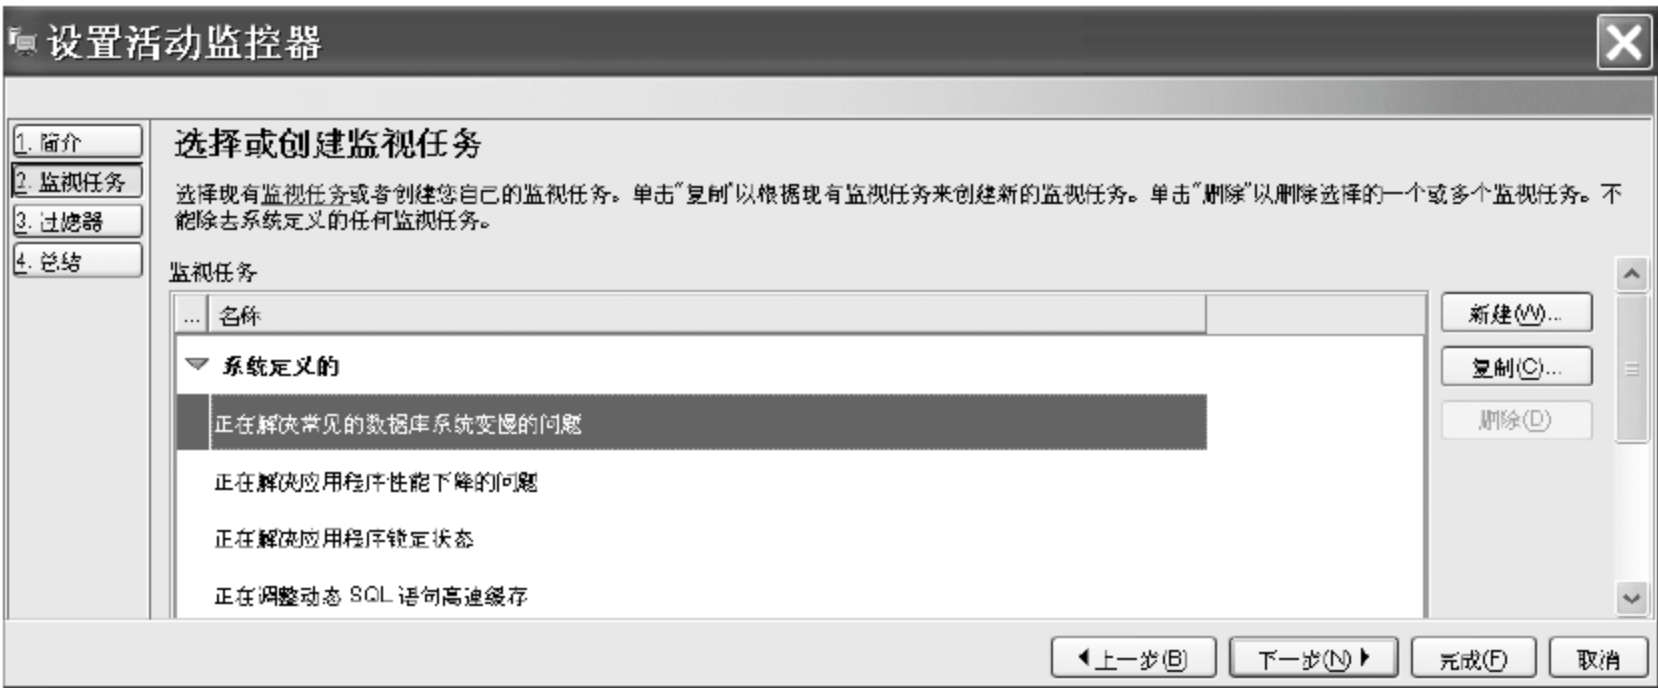 设置活动监控器
1. 简介
2. 监视任务
3. 过滤器
4. 总结
选择或创建监视任务
选择现有监视任务或者创建您自己的监视任务。单击"复制"以根据现有监视任务来创建新的监视任务。单击"删除"以删除选择的一个或多个监视任务。不
能除去系统定义的任何监视任务。
监视任务
... 名称
系统定义的
正在解决常见的数据库系统变慢的问题
正在解决应用程序性能下降的问题
正在解决应用程序锁定状态
正在调整动态 SQL 语句高速缓存
新建(W)...
复制(C)...
删除(D)
上一步(B)
下一步(N)
完成(F)
取消